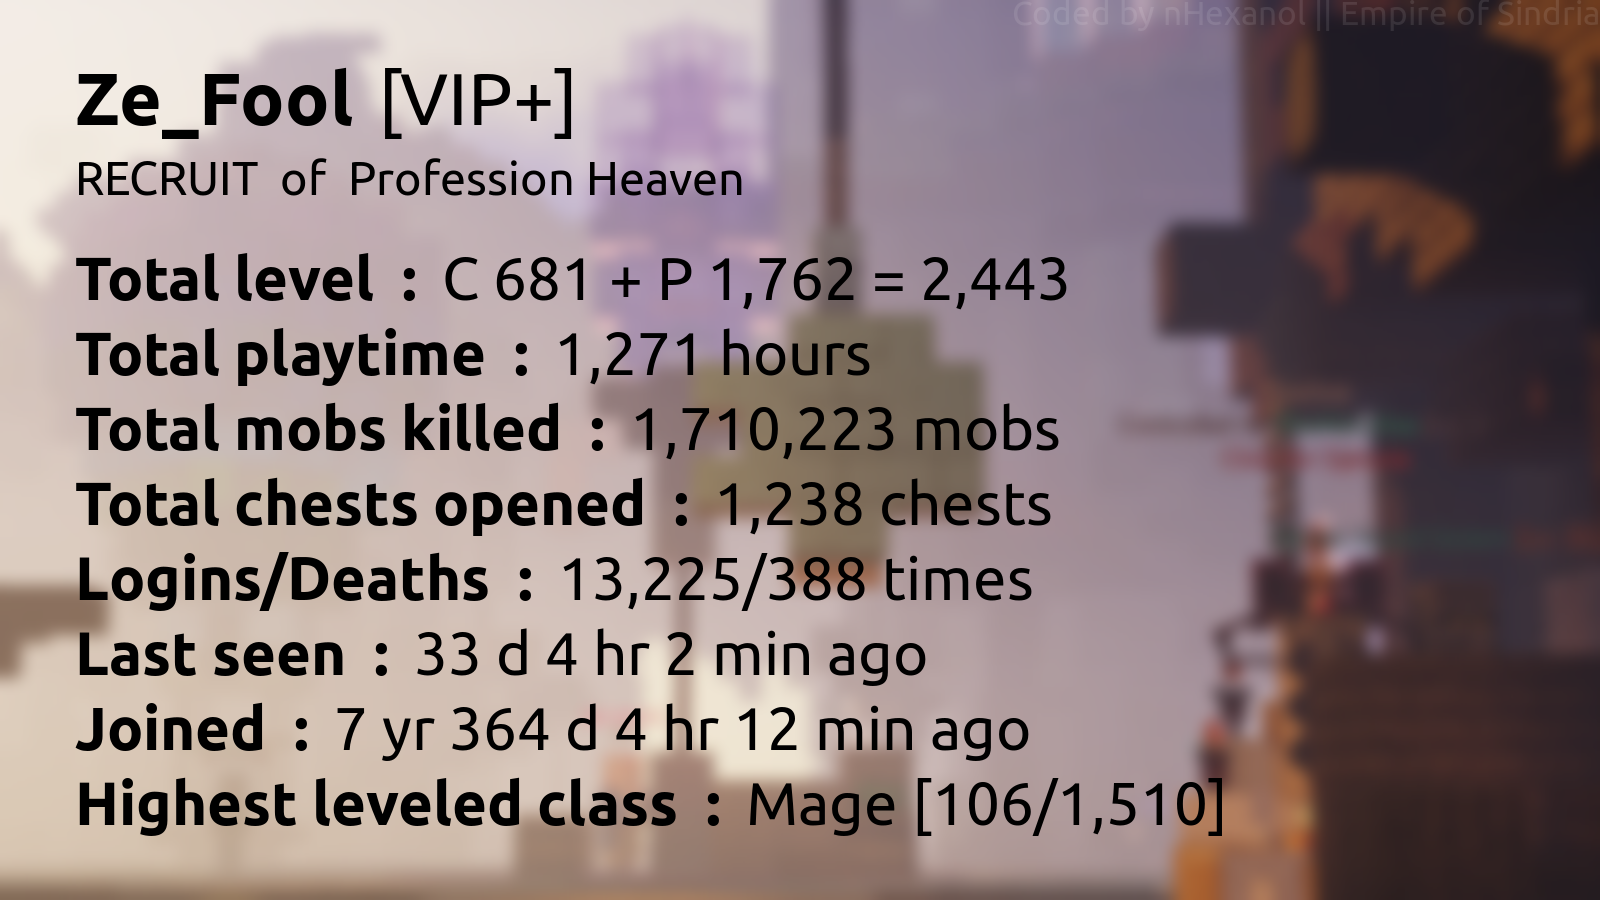 Coded by nHexanol || Empire of Sindria
Ze_Fool [VIP+]
RECRUIT of Profession Heaven
Total level : C 681 + P 1,762 = 2,443
Total playtime : 1,271 hours
Total mobs killed : 1,710,223 mobs
Total chests opened : 1,238 chests
Logins/Deaths : 13,225/388 times
Last seen : 33 d 4 hr 2 min ago
Joined : 7 yr 364 d 4 hr 12 min ago
Highest leveled class : Mage [106/1,510]